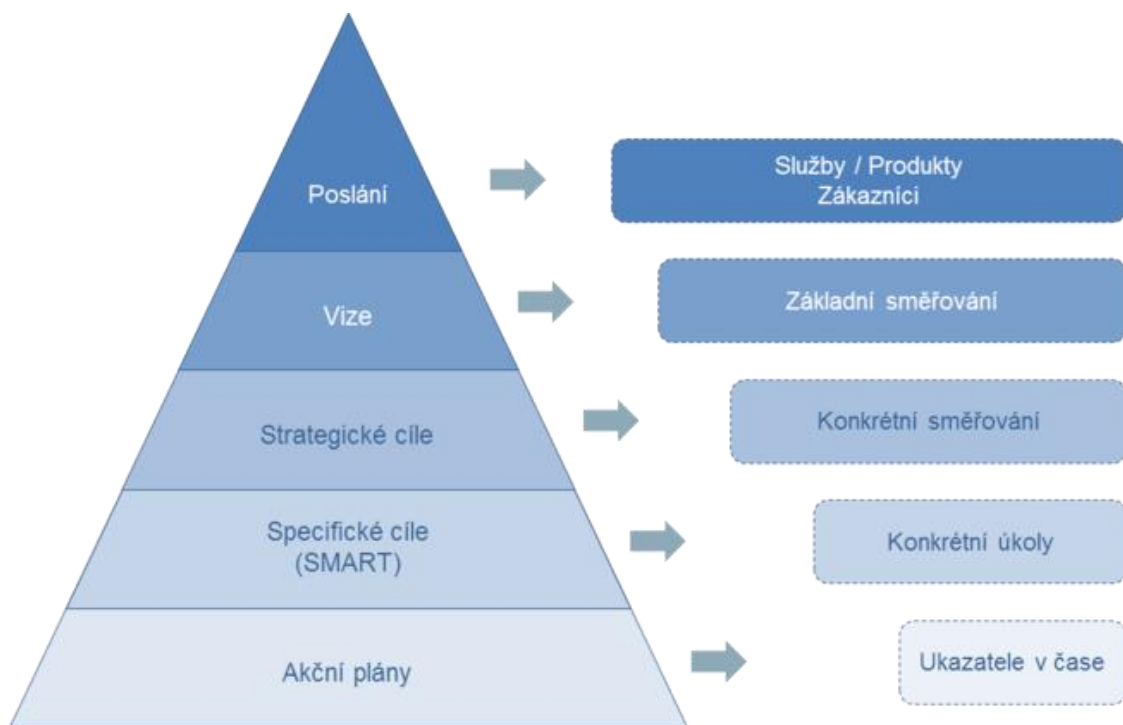 Poslání
Služby / Produkty
Zákazníci
Vize
Základní směřování
Strategické cíle
Konkrétní směřování
Specifické cíle
(SMART)
Konkrétní úkoly
Akční plány
Ukazatele v čase